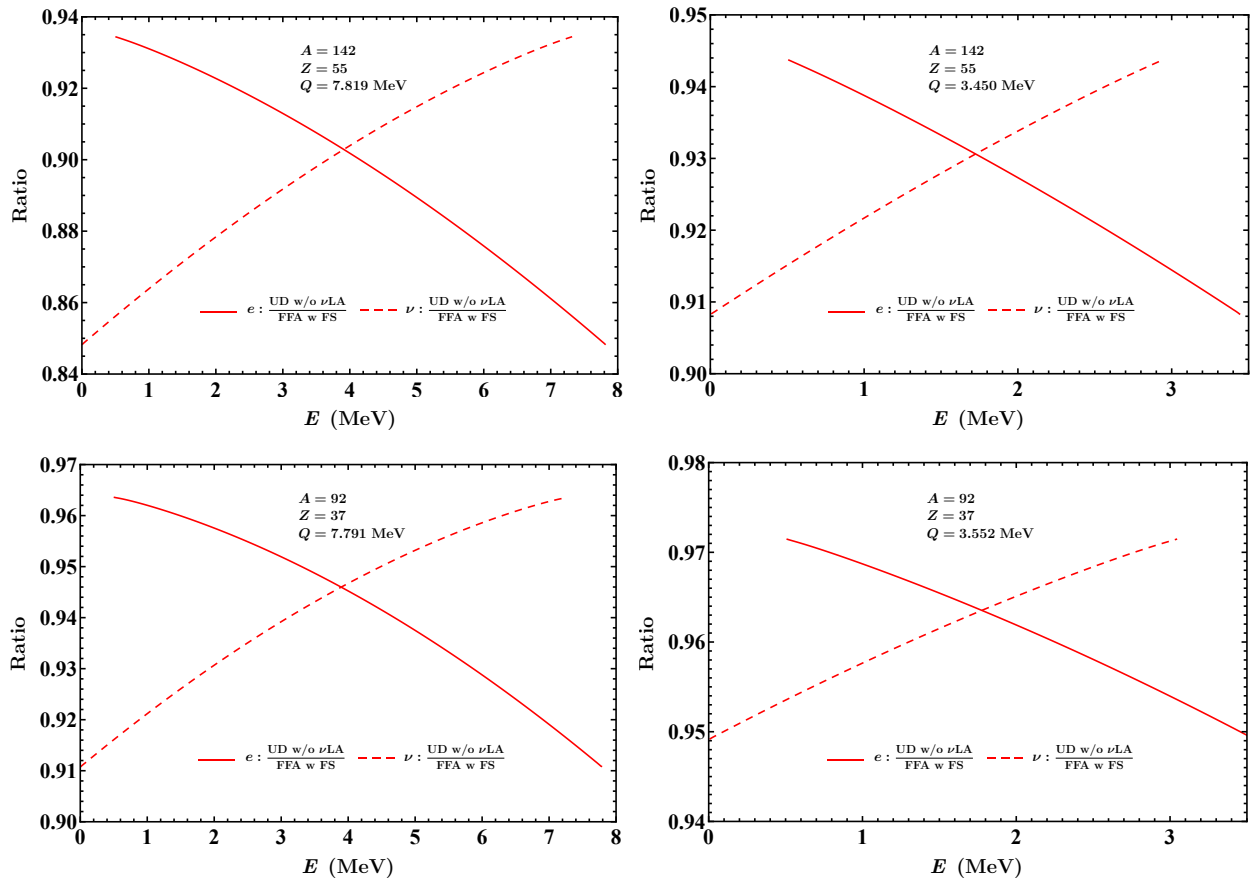 0.94
0.92
0.90
0.88
0.86
0.84
Ratio
A = 142
Z = 55
Q = 7.819 MeV
e : UD w/o νLA / FFA w FS
ν : UD w/o νLA / FFA w FS
0 1 2 3 4 5 6 7 8
E (MeV)
0.95
0.94
0.93
0.92
0.91
0.90
Ratio
A = 142
Z = 55
Q = 3.450 MeV
e : UD w/o νLA / FFA w FS
ν : UD w/o νLA / FFA w FS
0 1 2 3
E (MeV)
0.97
0.96
0.95
0.94
0.93
0.92
0.91
0.90
Ratio
A = 92
Z = 37
Q = 7.791 MeV
e : UD w/o νLA / FFA w FS
ν : UD w/o νLA / FFA w FS
0 1 2 3 4 5 6 7 8
E (MeV)
0.98
0.97
0.96
0.95
0.94
Ratio
A = 92
Z = 37
Q = 3.552 MeV
e : UD w/o νLA / FFA w FS
ν : UD w/o νLA / FFA w FS
0 1 2 3
E (MeV)